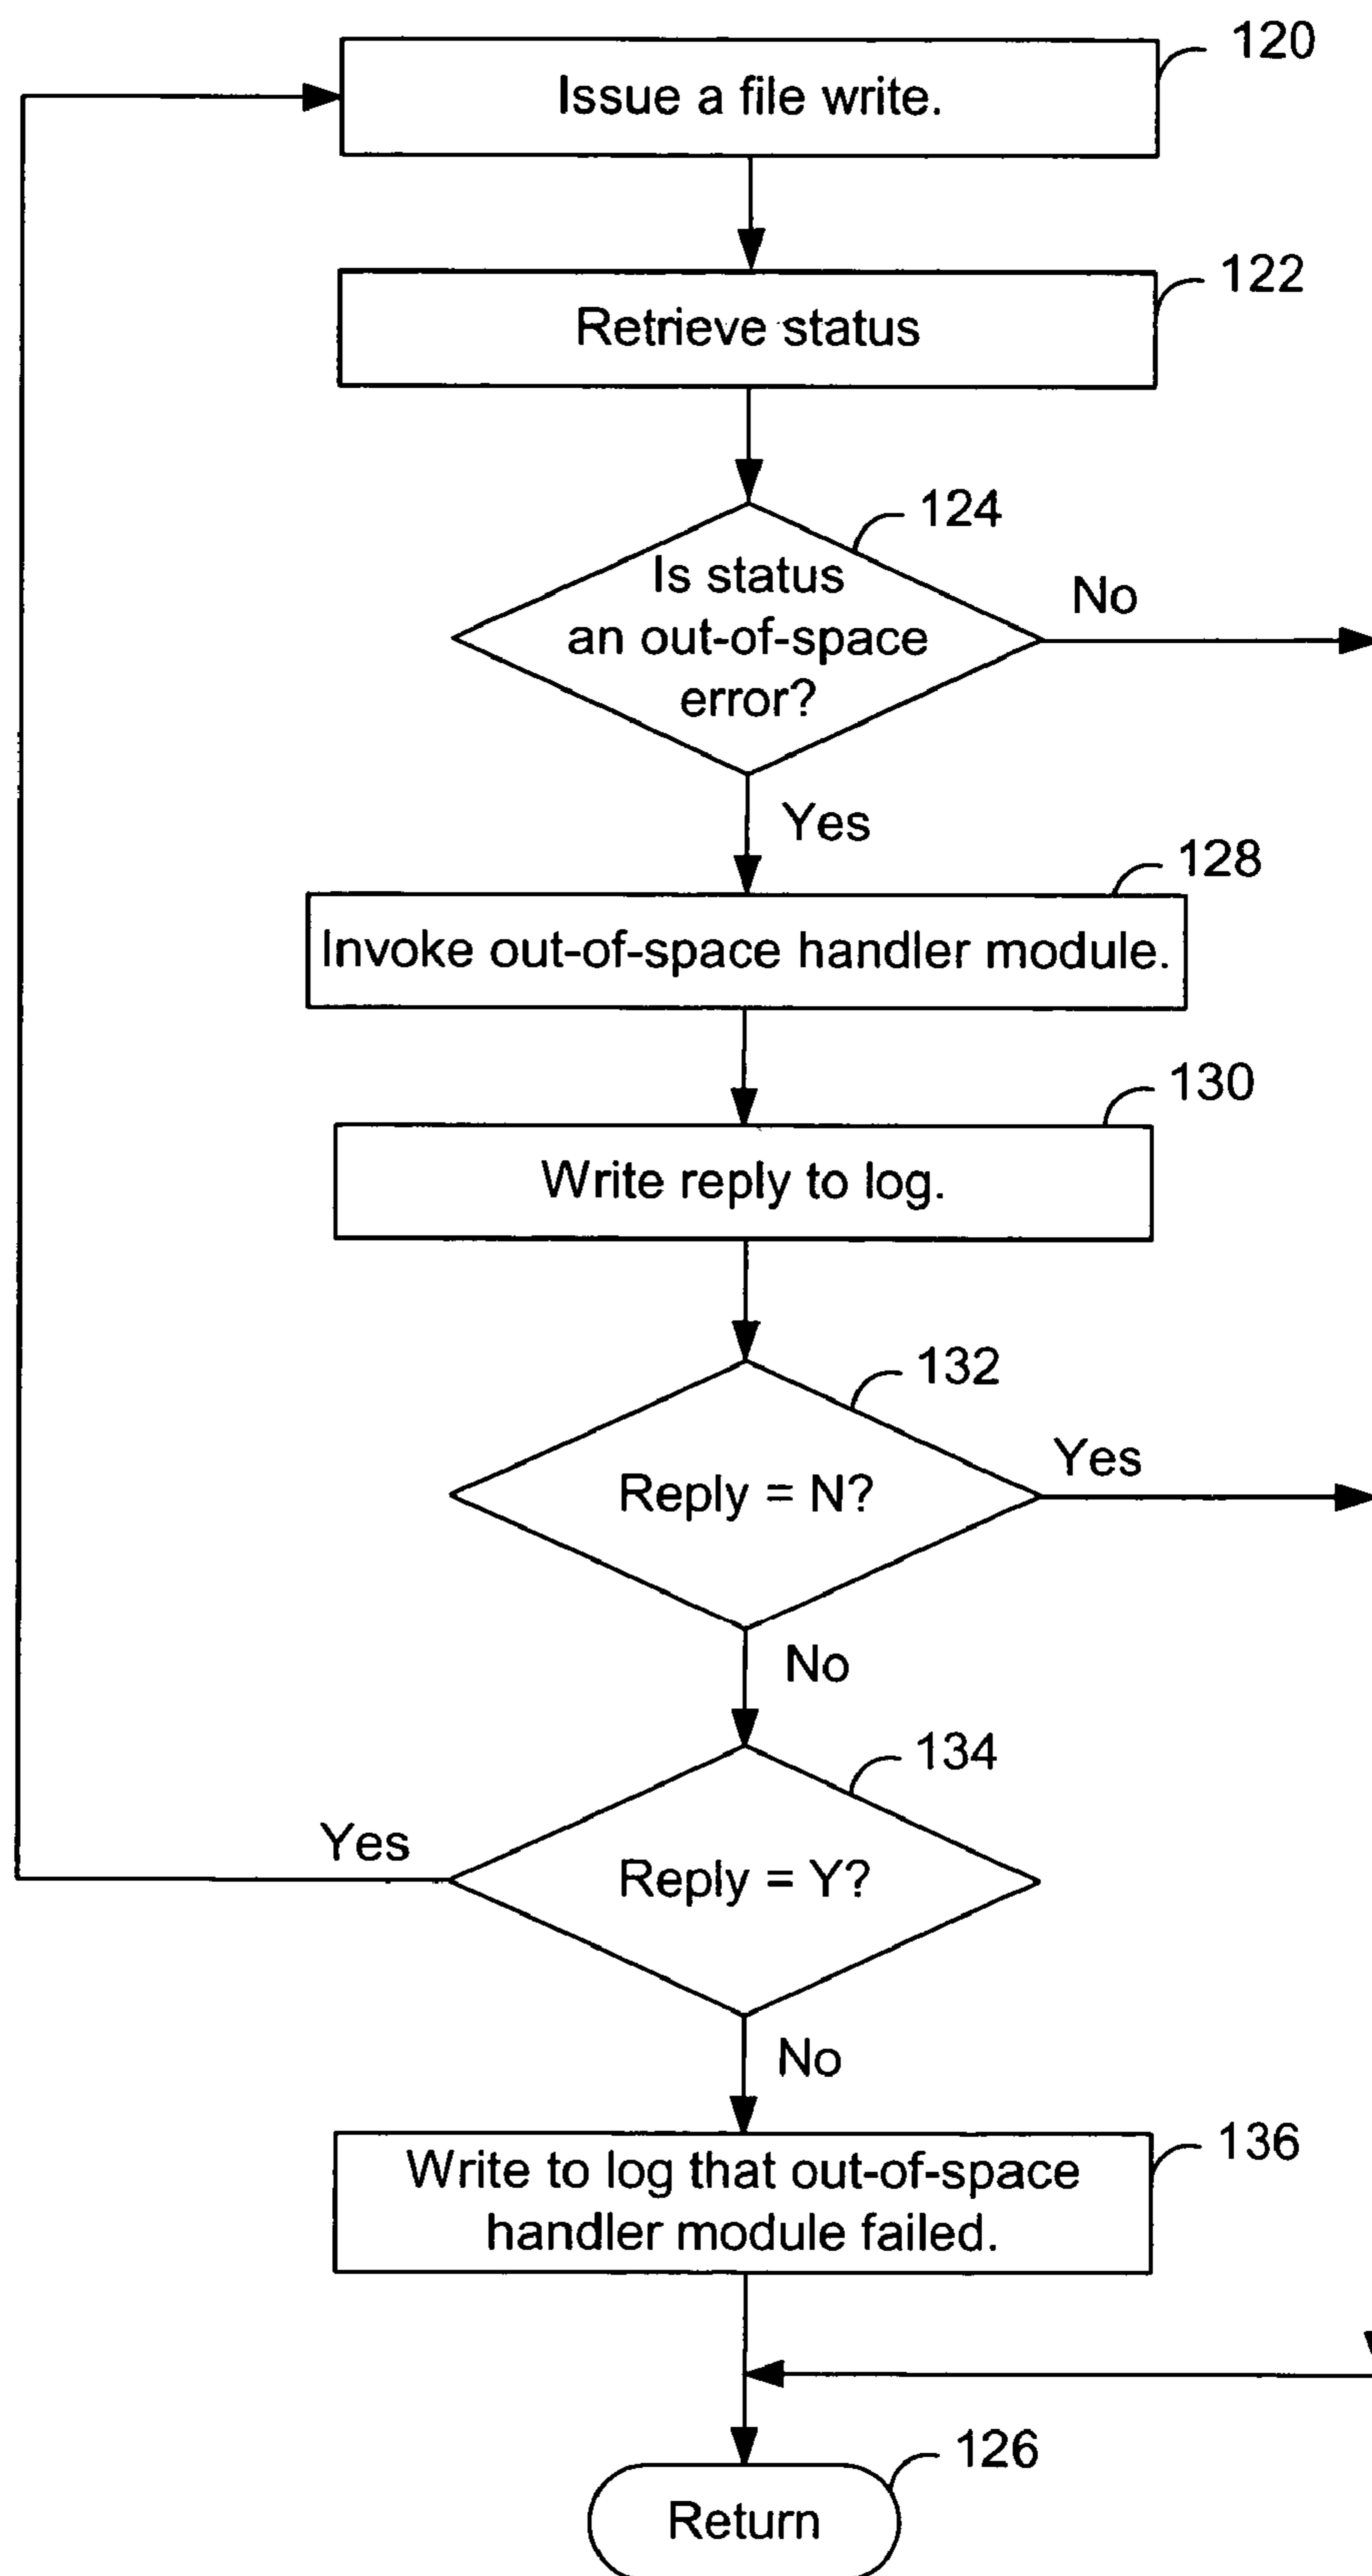 120
Issue a file write.
122
Retrieve status
124
Is status
an out-of-space
error?
No
Yes
128
Invoke out-of-space handler module.
130
Write reply to log.
132
Reply = N?
Yes
No
134
Yes
Reply = Y?
No
136
Write to log that out-of-space
handler module failed.
126
Return